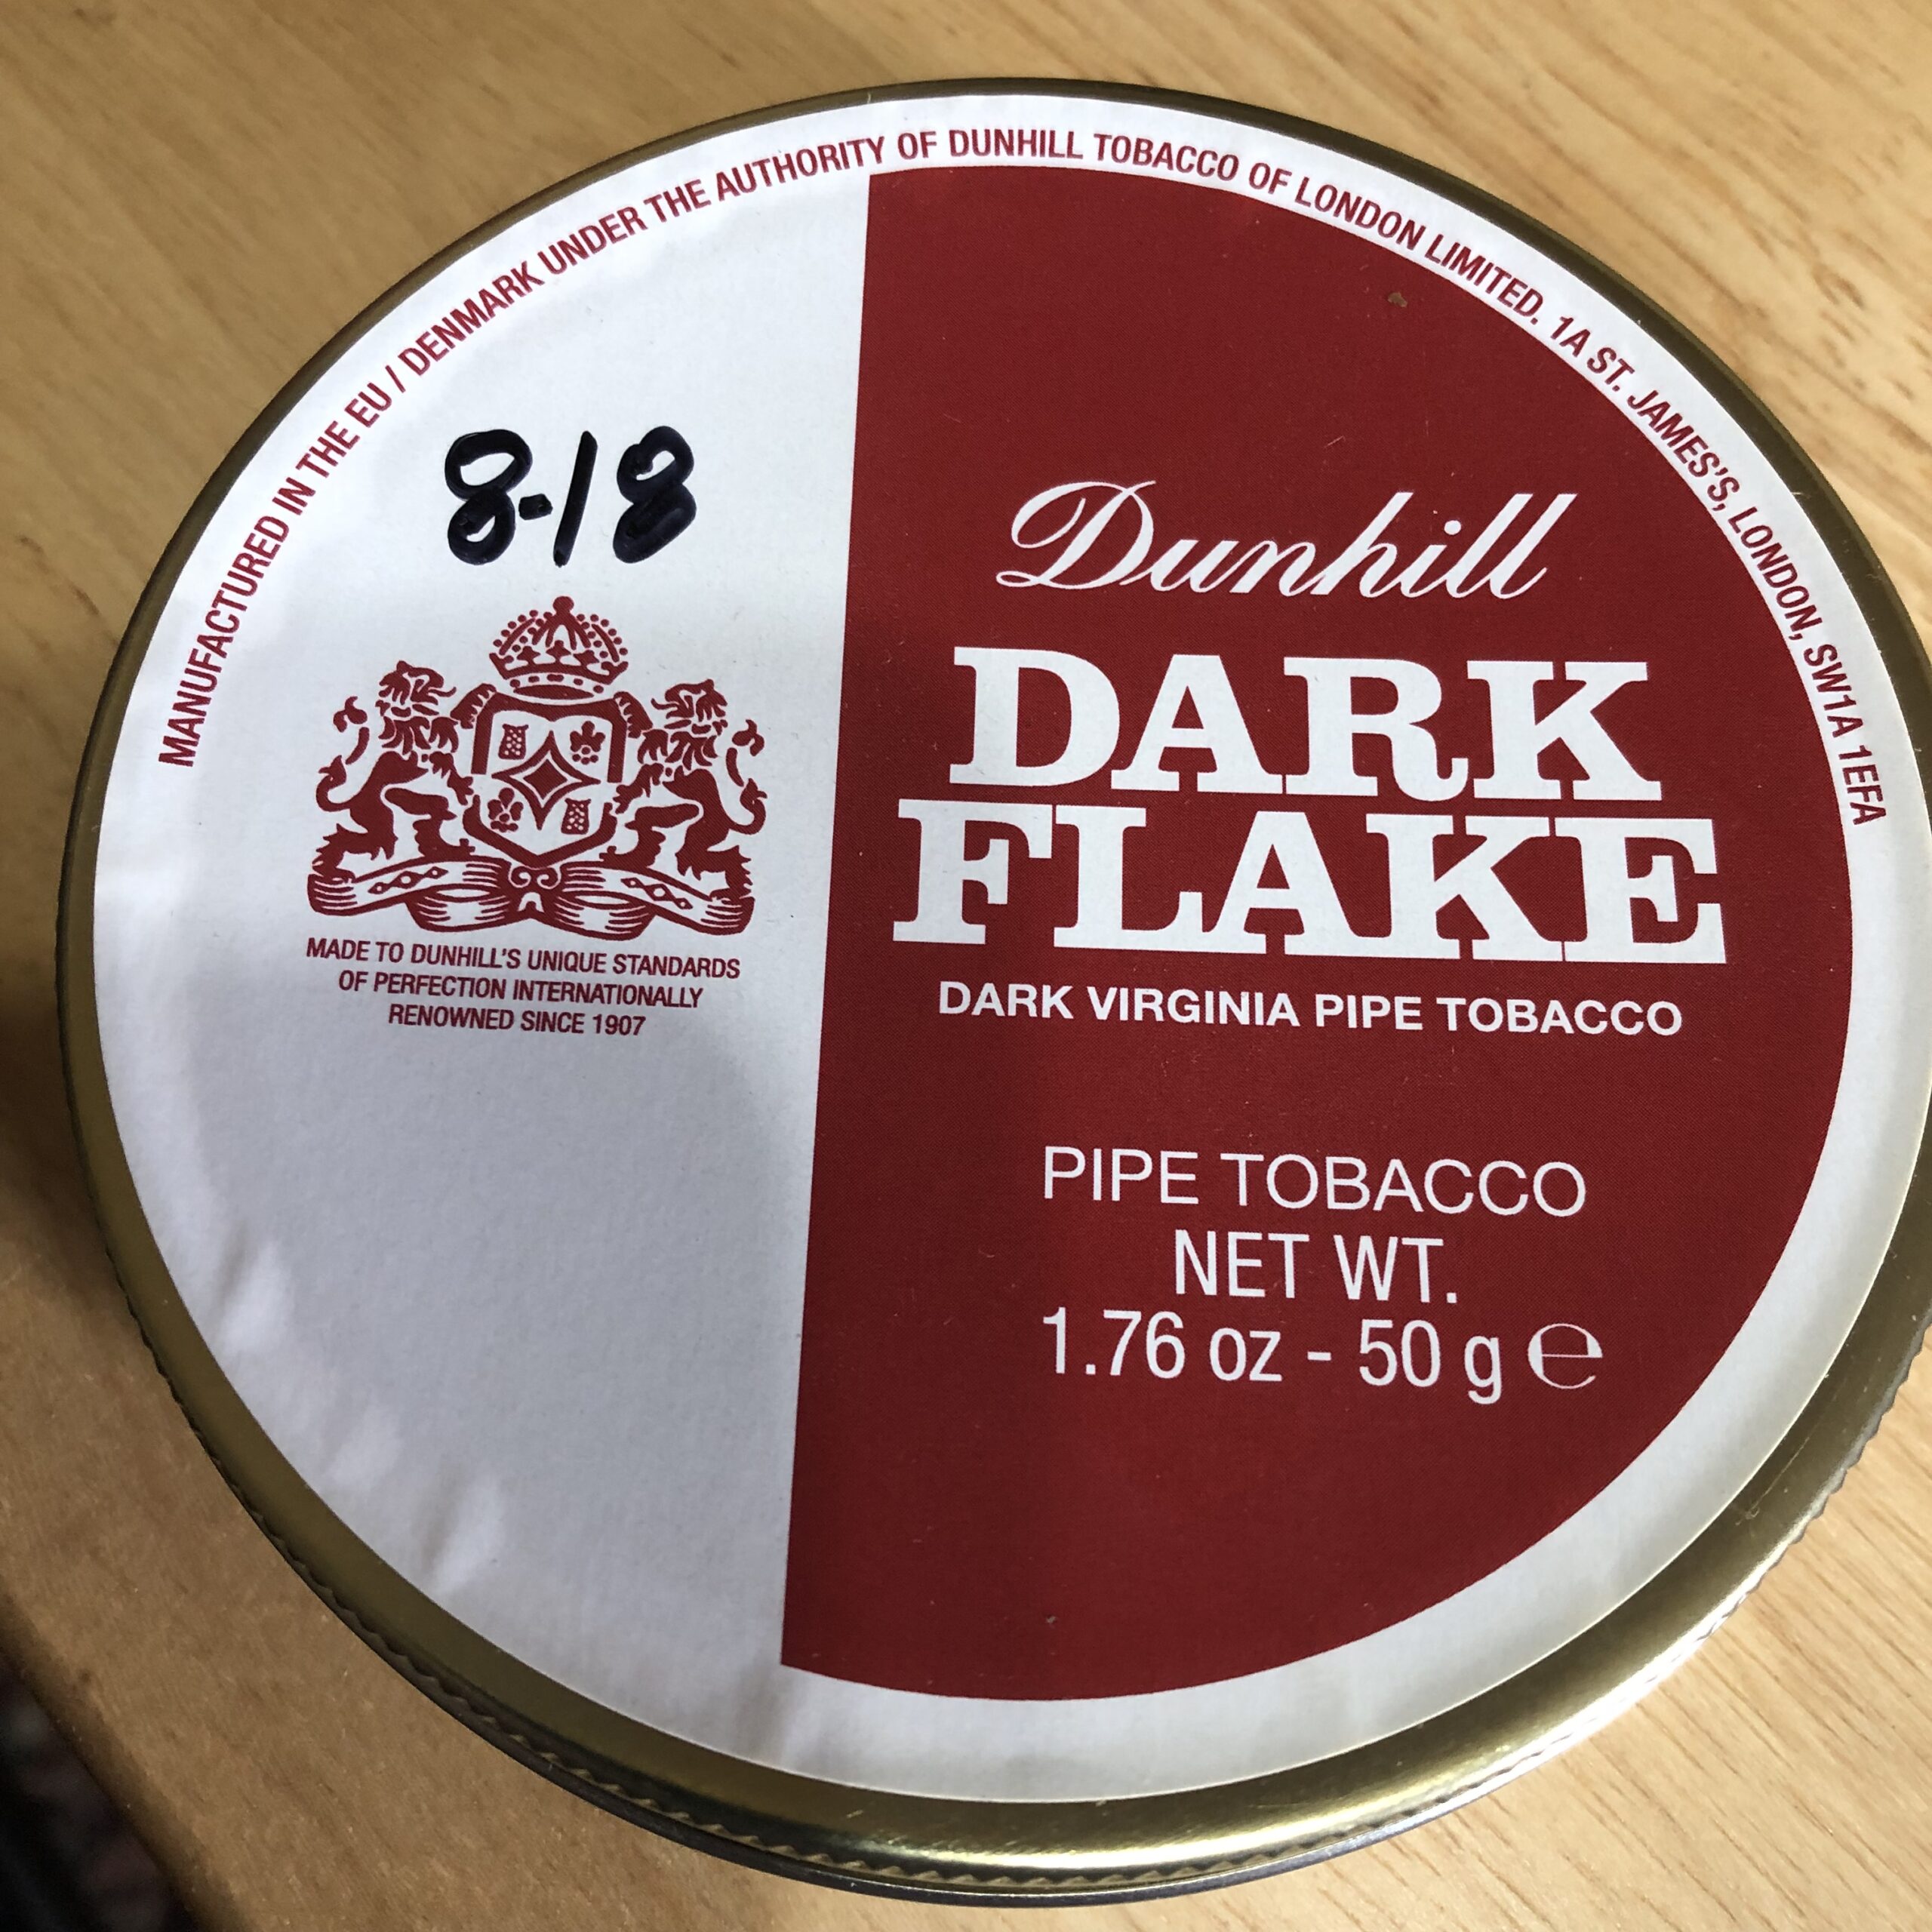 MANUFACTURED IN THE EU / DENMARK UNDER THE AUTHORITY OF DUNHILL TOBACCO OF LONDON LIMITED. 1A ST. JAMES'S, LONDON, SW1A 1EFA
8-18
MADE TO DUNHILL'S UNIQUE STANDARDS
OF PERFECTION INTERNATIONALLY
RENOWNED SINCE 1907
Dunhill
DARK
FLAKE
DARK VIRGINIA PIPE TOBACCO
PIPE TOBACCO
NET WT.
1.76 oz - 50 g ℮